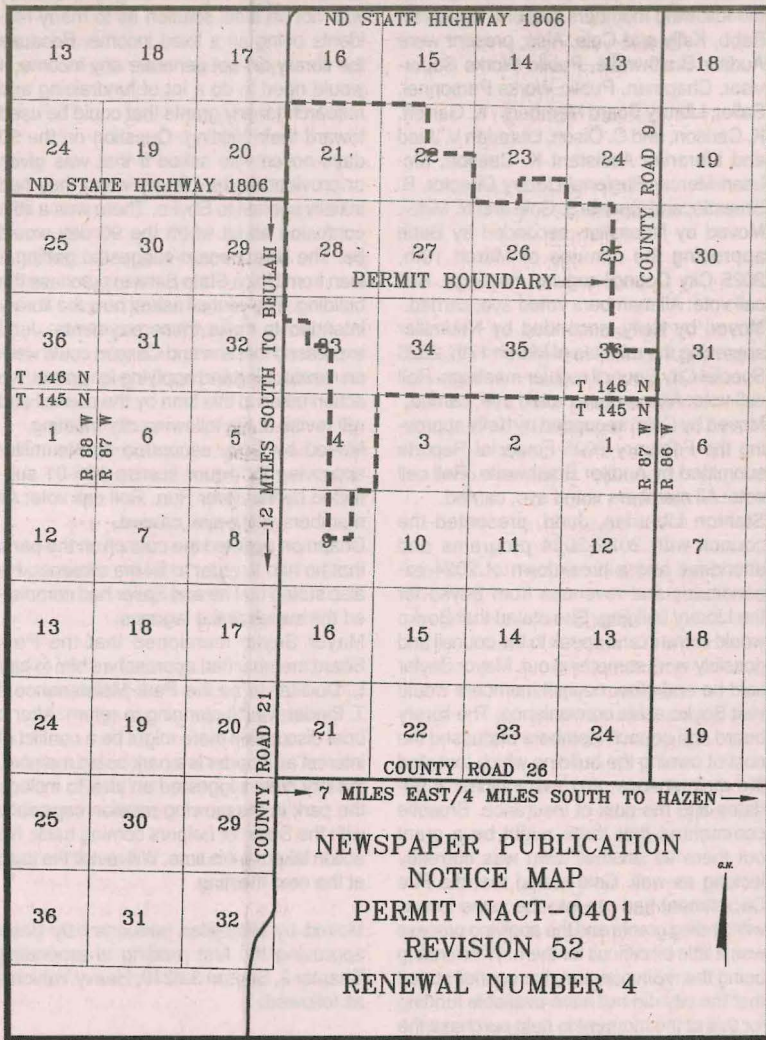 ND STATE HIGHWAY 1806
13 18 17 16 15 14 13 18
COUNTY ROAD 9
24 19 20 21 22 23 24 19
ND STATE HIGHWAY 1806
25 30 29 28 27 26 25 30
PERMIT BOUNDARY
12 MILES SOUTH TO BEULAH
36 31 32 33 34 35 36 31
T 146 N T 146 N
T 145 N T 145 N
1 6 5 4 3 2 1 6
R 88 W R 87 W
R 87 W R 86 W
12 7 8 9 10 11 12 7
13 18 17 16 15 14 13 18
COUNTY ROAD 21
24 19 20 21 22 23 24 19
COUNTY ROAD 26
7 MILES EAST/4 MILES SOUTH TO HAZEN
25 30 29
36 31 32
NEWSPAPER PUBLICATION
NOTICE MAP
PERMIT NACT-0401
REVISION 52
RENEWAL NUMBER 4